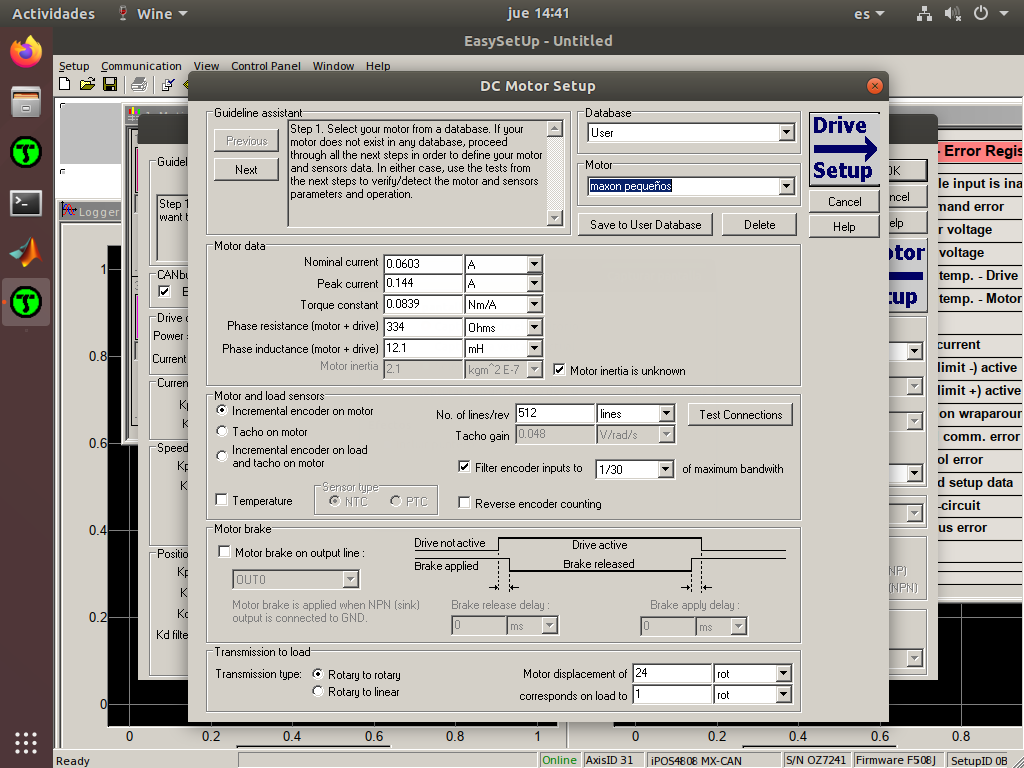 Actividades
Wine
jue 14:41
es
EasySetUp - Untitled
Setup Communication View Control Panel Window Help
DC Motor Setup
Guideline assistant
Previous
Next
Step 1. Select your motor from a database. If your
motor does not exist in any database, proceed
through all the next steps in order to define your motor
and sensors data. In either case, use the tests from
the next steps to verify/detect the motor and sensors
parameters and operation.
Database
User
Motor
maxon pequeños
Save to User Database
Delete
Drive
Setup
Cancel
Help
Motor data
Nominal current 0.0603 A
Peak current 0.144 A
Torque constant 0.0839 Nm/A
Phase resistance (motor + drive) 334 Ohms
Phase inductance (motor + drive) 12.1 mH
Motor inertia 2.1 kgm^2 E-7
Motor inertia is unknown
Motor and load sensors
Incremental encoder on motor
Tacho on motor
Incremental encoder on load
and tacho on motor
No. of lines/rev 512 lines
Test Connections
Tacho gain 0.048 V/rad/s
Filter encoder inputs to 1/30 of maximum bandwith
Temperature
Sensor type
NTC PTC
Reverse encoder counting
Motor brake
Motor brake on output line :
OUT0
Motor brake is applied when NPN (sink)
output is connected to GND.
Drive not active
Drive active
Brake applied
Brake released
Brake release delay :
0 ms
Brake apply delay :
0 ms
Transmission to load
Transmission type:
Rotary to rotary
Rotary to linear
Motor displacement of 24 rot
corresponds on load to 1 rot
Logger
Guidel
Step 1
want t
CANbu
E
Drive
Power
Current
Curren
Kp
K
Speed
Kp
K
Positio
Kp
K
Kd
Kd filte
OK
ncel
elp
otor
up
NP)
(NPN)
- Error Regis
le input is ina
mand error
r voltage
voltage
temp. - Drive
temp. - Motor
current
limit -) active
limit +) active
on wraparoun
comm. error
ol error
d setup data
-circuit
us error
1
0.8
0.6
0.4
0.2
0
0 0.2 0.4 0.6 0.8 1
0 0.2 0.4 0.6 0.8
Ready
Online
AxisID 31
iPOS4808 MX-CAN
S/N OZ7241
Firmware F508J
SetupID 0B